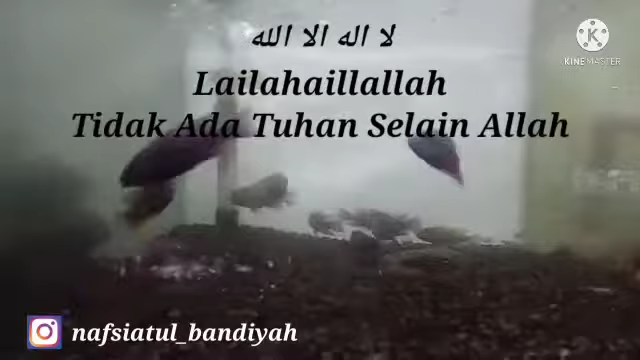 لا اله الا الله
Lailahaillallah
Tidak Ada Tuhan Selain Allah
KINEMASTER
nafsiatul_bandiyah